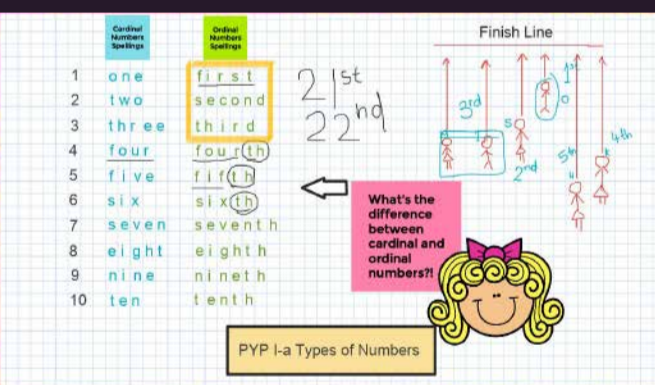 Cardinal
Numbers
Spellings
Ordinal
Numbers
Spellings
1 one first
2 two second
3 three third
4 four fourth
5 five fifth
6 six sixth
7 seven seventh
8 eight eighth
9 nine nineth
10 ten tenth
21st
22nd
Finish Line
1st
3rd
2nd
5th
4th
What's the
difference
between
cardinal and
ordinal
numbers?!
PYP I-a Types of Numbers